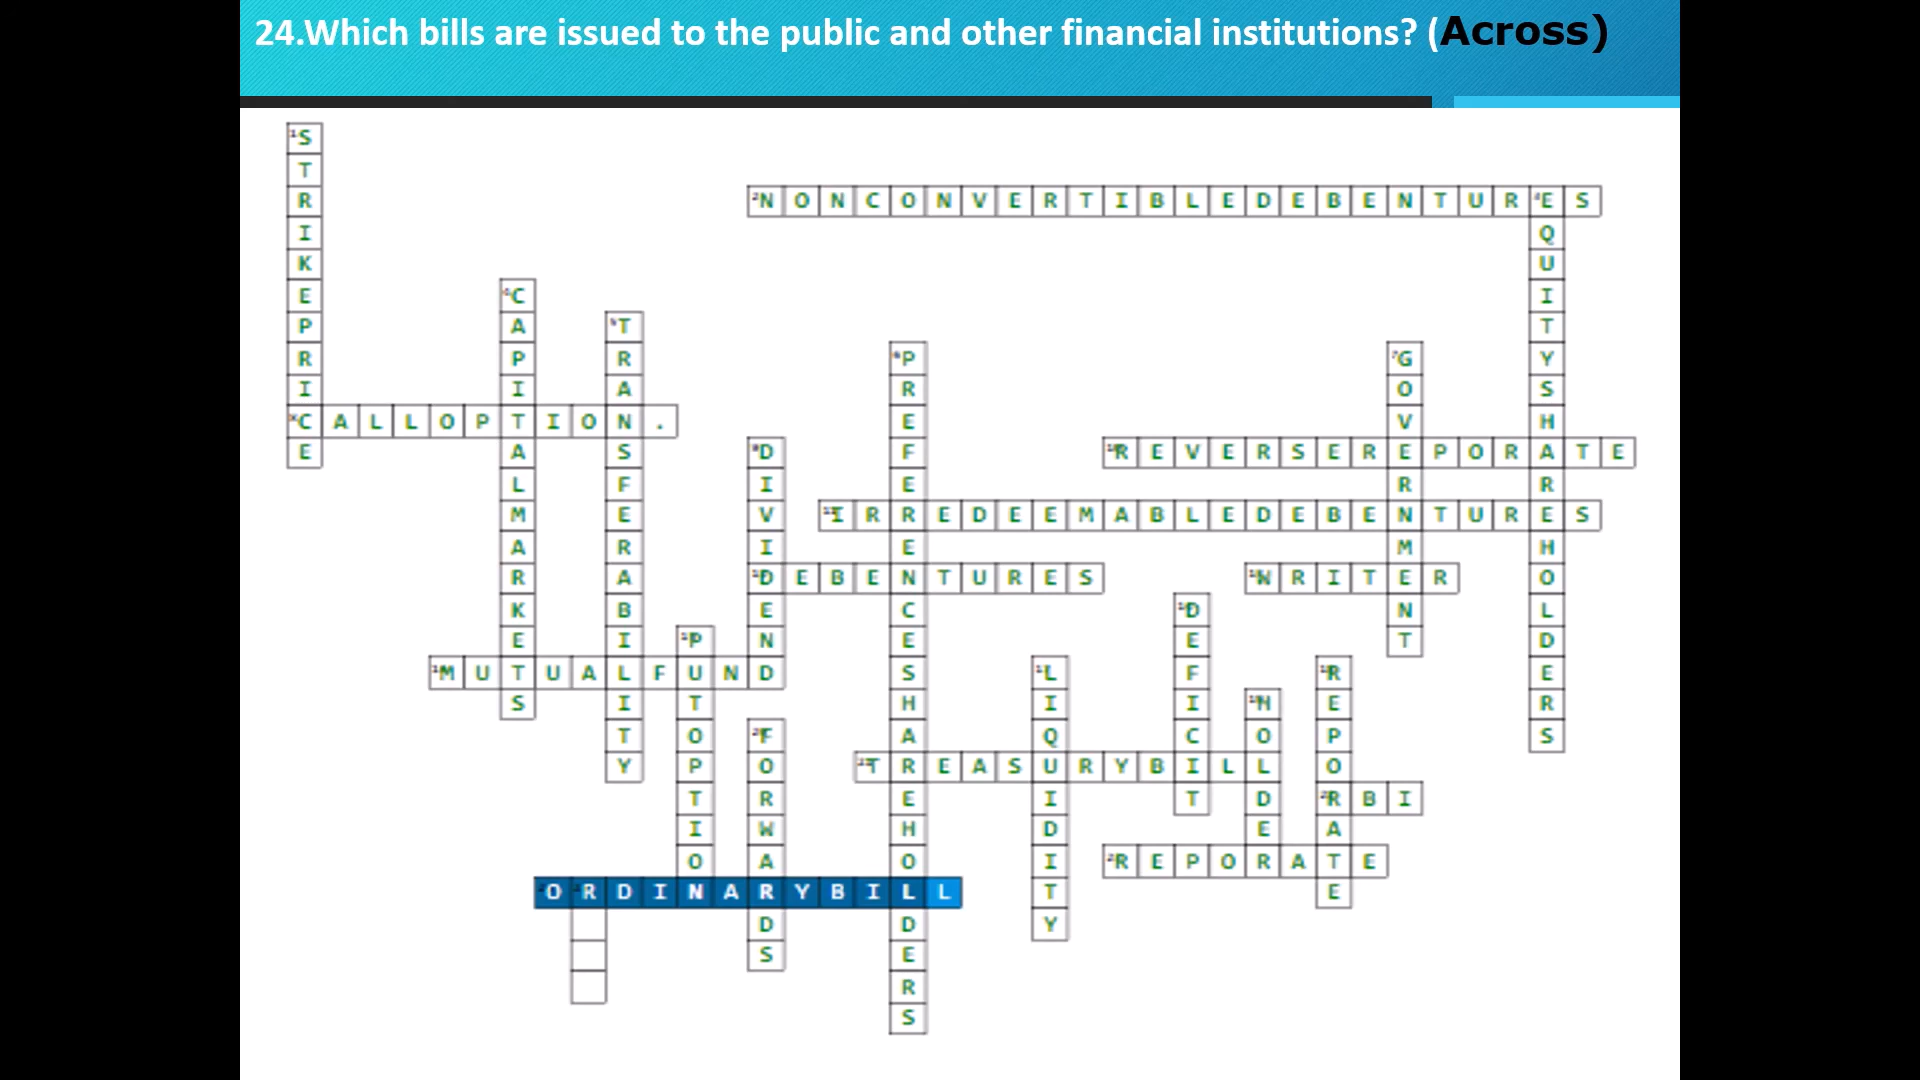 24.Which bills are issued to the public and other financial institutions? (Across)
STRIKEPRICE
NONCONVERTIBLEDEBENTURES
EQUITYSHAREHOLDERS
CAPITALMARKETS
TRANSFERABILITY
PREFERENCESHAREHOLDERS
GOVERNMENT
CALLOPTION.
DIVIDEND
REVERSEREPORATE
IRREDEEMABLEDEBENTURES
DEBENTURES
WRITER
DEFICIT
PUTOPTION
MUTUALFUND
LIQUIDITY
REPORATE
HOLDER
FORWARDS
TREASURYBILL
RBI
REPORATE
ORDINARYBILL